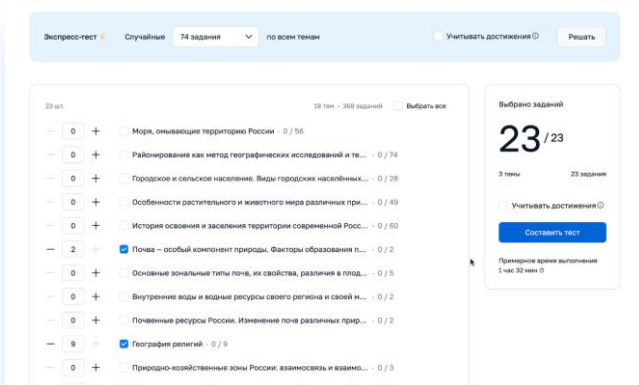 Экспресс-тест⚡ Случайные 74 задания по всем темам Учитывать достижения Решать
23 шт. 18 тем - 368 заданий Выбрать все
0 + Моря, омывающие территорию России - 0 / 56
0 + Районирование как метод географических исследований и те... - 0 / 74
0 + Городское и сельское население. Виды городских населённых... - 0 / 28
0 + Особенности растительного и животного мира различных при... - 0 / 49
0 + История освоения и заселения территории современной Росс... - 0 / 60
— 2 + Почва – особый компонент природы. Факторы образования п... - 0 / 2
0 + Основные зональные типы почв, их свойства, различия в плод... - 0 / 5
0 + Внутренние воды и водные ресурсы своего региона и своей м... - 0 / 2
0 + Почвенные ресурсы России. Изменение почв различных прир... - 0 / 2
— 9 + География религий - 0 / 9
0 + Природно-хозяйственные зоны России: взаимосвязь и взаимо... - 0 / 3
Выбрано заданий
23 / 23
3 темы 23 задание
Учитывать достижения
Составить тест
Примерное время выполнения
1 час 32 мин